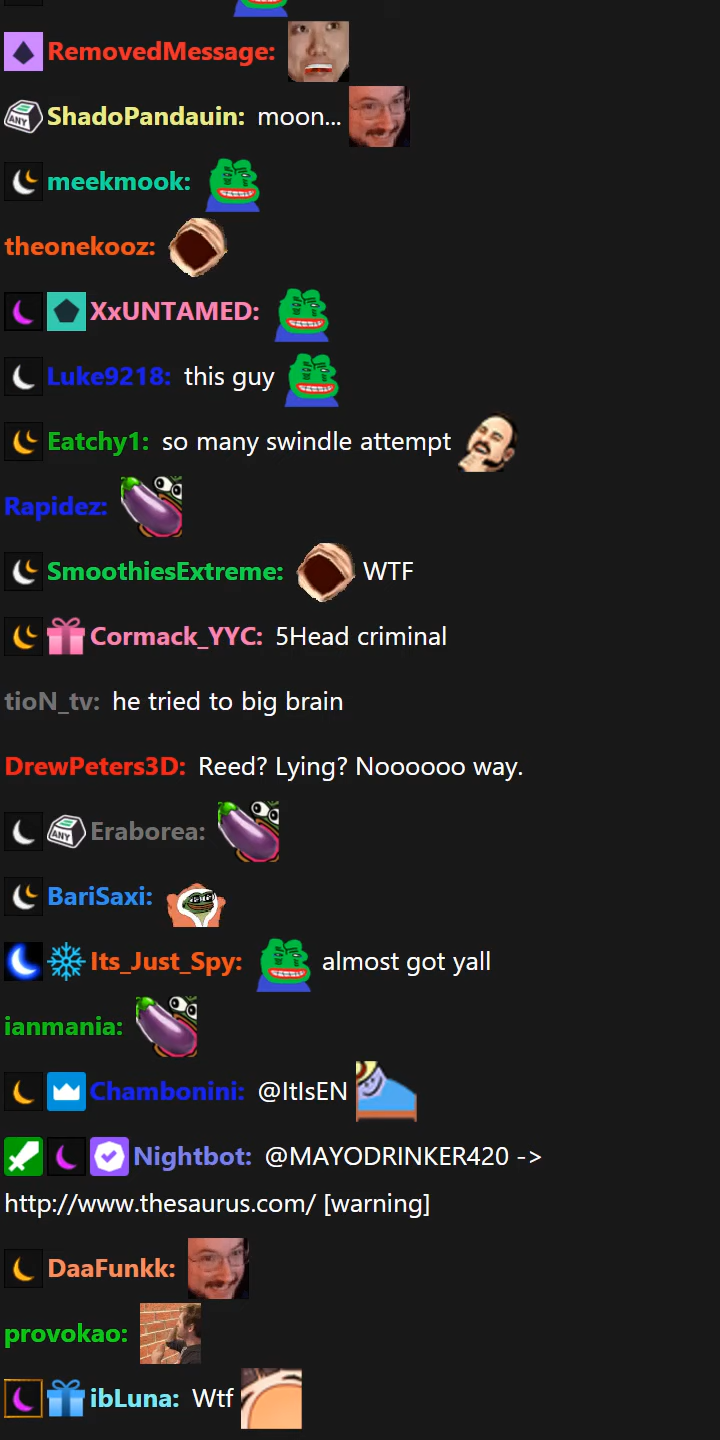 RemovedMessage:
ANY ShadoPandauin: moon...
meekmook:
theonekooz:
XxUNTAMED:
Luke9218: this guy
Eatchy1: so many swindle attempt
Rapidez:
SmoothiesExtreme: WTF
Cormack_YYC: 5Head criminal
tioN_tv: he tried to big brain
DrewPeters3D: Reed? Lying? Noooooo way.
ANY Eraborea:
BariSaxi:
Its_Just_Spy: almost got yall
ianmania:
Chambonini: @ItIsEN
Nightbot: @MAYODRINKER420 ->
http://www.thesaurus.com/ [warning]
DaaFunkk:
provokao:
ibLuna: Wtf